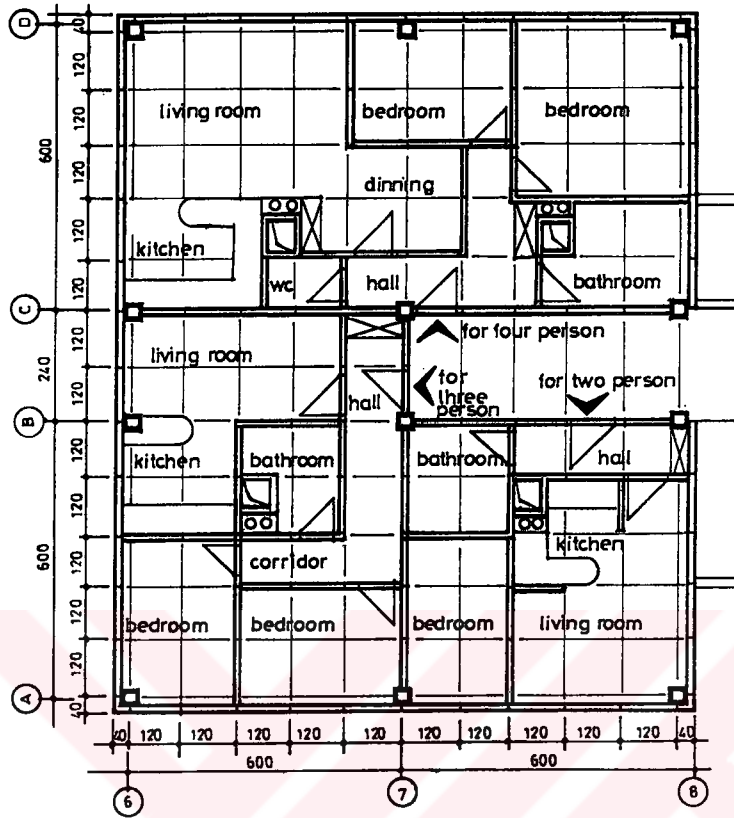 D
40
120
120
120
120
120
600
living room
bedroom
bedroom
dinning
kitchen
wc
hall
bathroom
C
living room
for four person
for
lhree
person
for two person
120
240
120
hall
B
kitchen
bathroom
bathroom
hall
120
120
120
120
120
600
corridor
kitchen
bedroom
bedroom
bedroom
living room
A
40
40 120 120 120 120 120 120 120 120 120 120 40
600 600
6 7 8